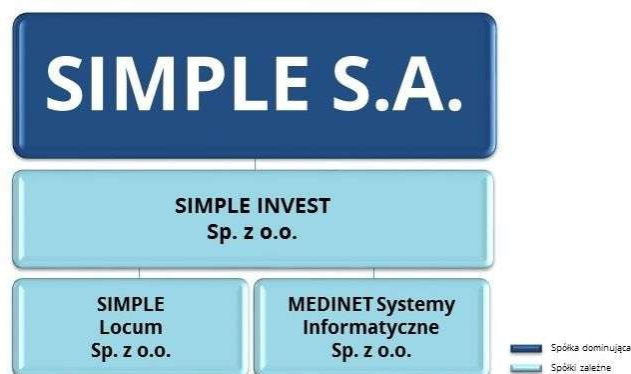 SIMPLE S.A.
SIMPLE INVEST
Sp. z o.o.
SIMPLE
Locum
Sp. z o.o.
MEDINET Systemy
Informatyczne
Sp. z o.o.
Spółka dominująca
Spółki zależne